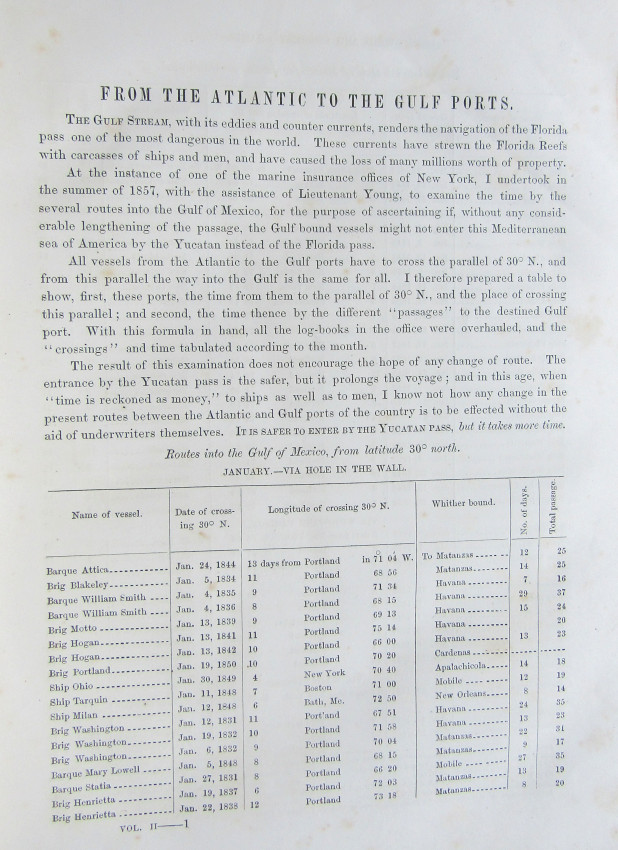 FROM THE ATLANTIC TO THE GULF PORTS.
THE GULF STREAM, with its eddies and counter currents, renders the navigation of the Florida
pass one of the most dangerous in the world. These currents have strewn the Florida Reefs
with carcasses of ships and men, and have caused the loss of many millions worth of property.
At the instance of one of the marine insurance offices of New York, I undertook in
the summer of 1857, with the assistance of Lieutenant Young, to examine the time by the
several routes into the Gulf of Mexico, for the purpose of ascertaining if, without any consid-
erable lengthening of the passage, the Gulf bound vessels might not enter this Mediterranean
sea of America by the Yucatan instead of the Florida pass.
All vessels from the Atlantic to the Gulf ports have to cross the parallel of 30° N., and
from this parallel the way into the Gulf is the same for all. I therefore prepared a table to
show, first, these ports, the time from them to the parallel of 30° N., and the place of crossing
this parallel; and second, the time thence by the different "passages" to the destined Gulf
port. With this formula in hand, all the log-books in the office were overhauled, and the
"crossings" and time tabulated according to the month.
The result of this examination does not encourage the hope of any change of route. The
entrance by the Yucatan pass is the safer, but it prolongs the voyage; and in this age, when
"time is reckoned as money," to ships as well as to men, I know not how any change in the
present routes between the Atlantic and Gulf ports of the country is to be effected without the
aid of underwriters themselves. IT IS SAFER TO ENTER BY THE YUCATAN PASS, but it takes more time.
Routes into the Gulf of Mexico, from latitude 30° north.
JANUARY.—VIA HOLE IN THE WALL.
Name of vessel. Date of cross-ing 30° N. Longitude of crossing 30° N. Whither bound. No. of days. Total passage.
Barque Attica Jan. 24, 1844 13 days from Portland in 71° 04' W. To Matanzas 12 25
Brig Blakeley Jan. 5, 1834 11 Portland 68 56 Matanzas 14 25
Barque William Smith Jan. 4, 1835 9 Portland 71 34 Havana 7 16
Barque William Smith Jan. 4, 1836 8 Portland 68 15 Havana 29 37
Brig Motto Jan. 13, 1839 9 Portland 69 13 Havana 15 24
Brig Hogan Jan. 13, 1841 11 Portland 75 14 Havana 20
Brig Hogan Jan. 13, 1842 10 Portland 66 00 Havana 13 23
Brig Portland Jan. 19, 1850 10 Portland 70 20 Cardenas
Ship Ohio Jan. 30, 1849 4 New York 70 40 Apalachicola 14 18
Ship Tarquin Jan. 11, 1848 7 Boston 71 00 Mobile 12 19
Ship Milan Jan. 12, 1848 6 Bath, Me. 72 50 New Orleans 8 14
Brig Washington Jan. 12, 1831 11 Port'and 67 51 Havana 24 35
Brig Washington Jan. 19, 1832 10 Portland 71 58 Havana 13 23
Brig Washington Jan. 6, 1832 9 Portland 70 04 Matanzas 22 31
Barque Mary Lowell Jan. 5, 1848 8 Portland 68 15 Matanzas 9 17
Barque Statia Jan. 27, 1831 8 Portland 66 20 Mobile 27 35
Brig Henrietta Jan. 19, 1837 6 Portland 72 03 Matanzas 13 19
Brig Henrietta Jan. 22, 1838 12 Portland 73 18 Matanzas 8 20
VOL. II——1